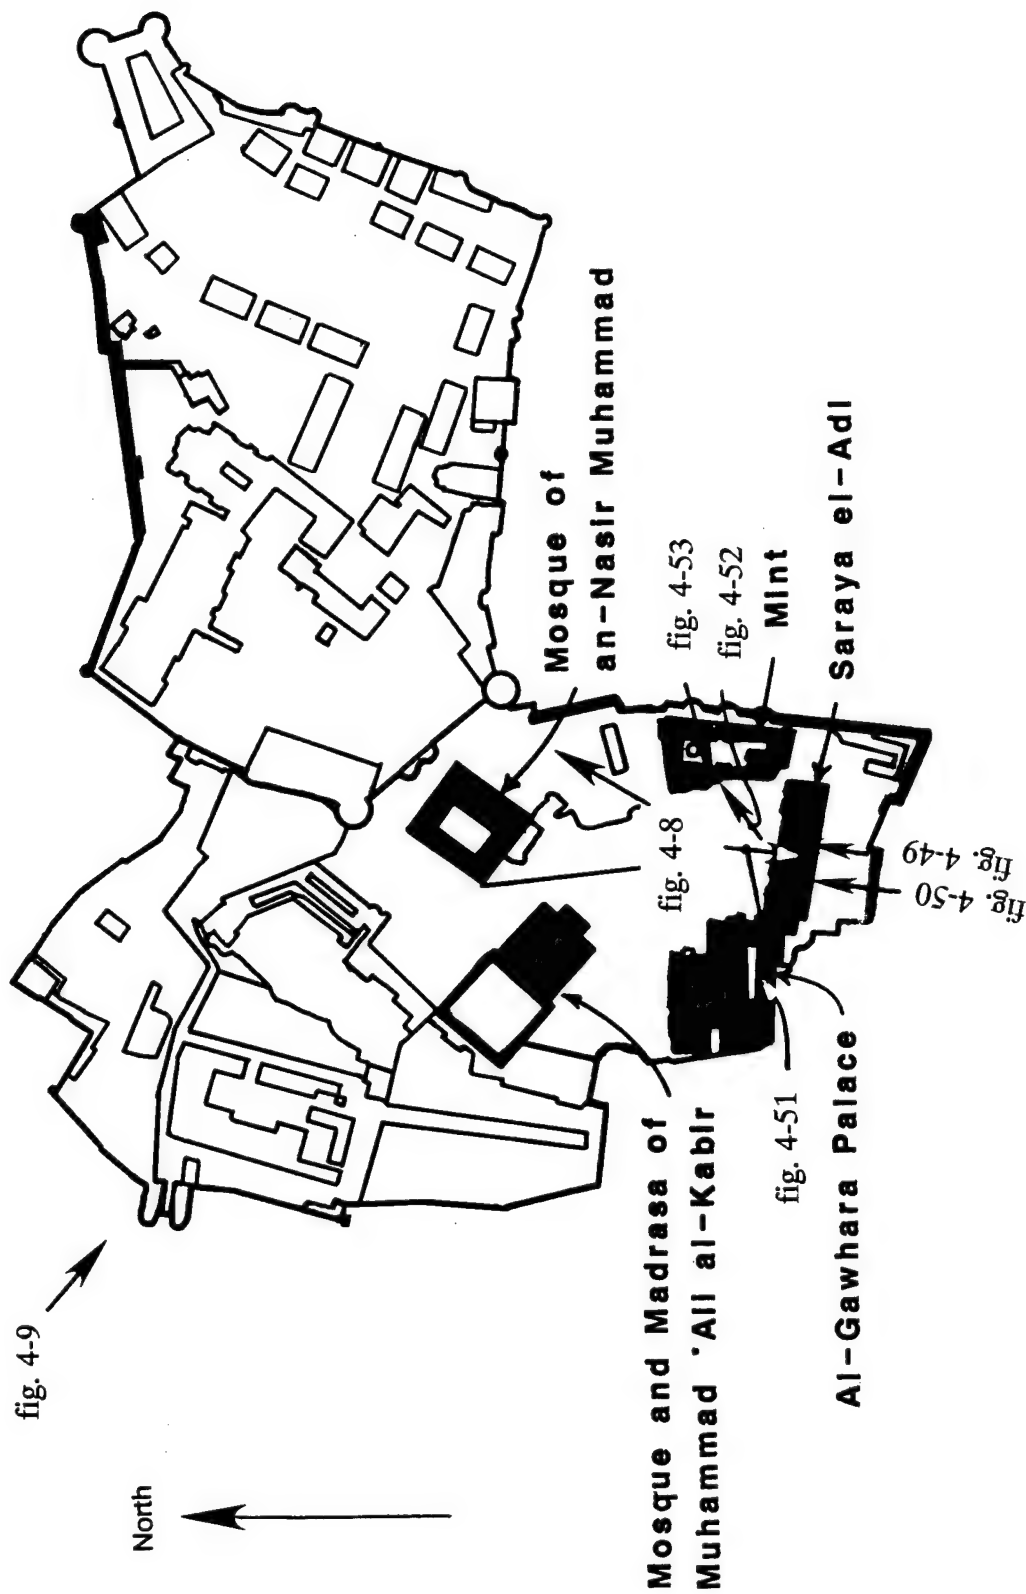 fig. 4-9
North
Mosque of
an-Nasir Muhammad
fig. 4-53
fig. 4-52
Mint
Saraya el-Adl
fig. 4-8
fig. 4-49
fig. 4-50
fig. 4-51
Al-Gawhara Palace
Mosque and Madrasa of
Muhammad 'Ali al-Kabir